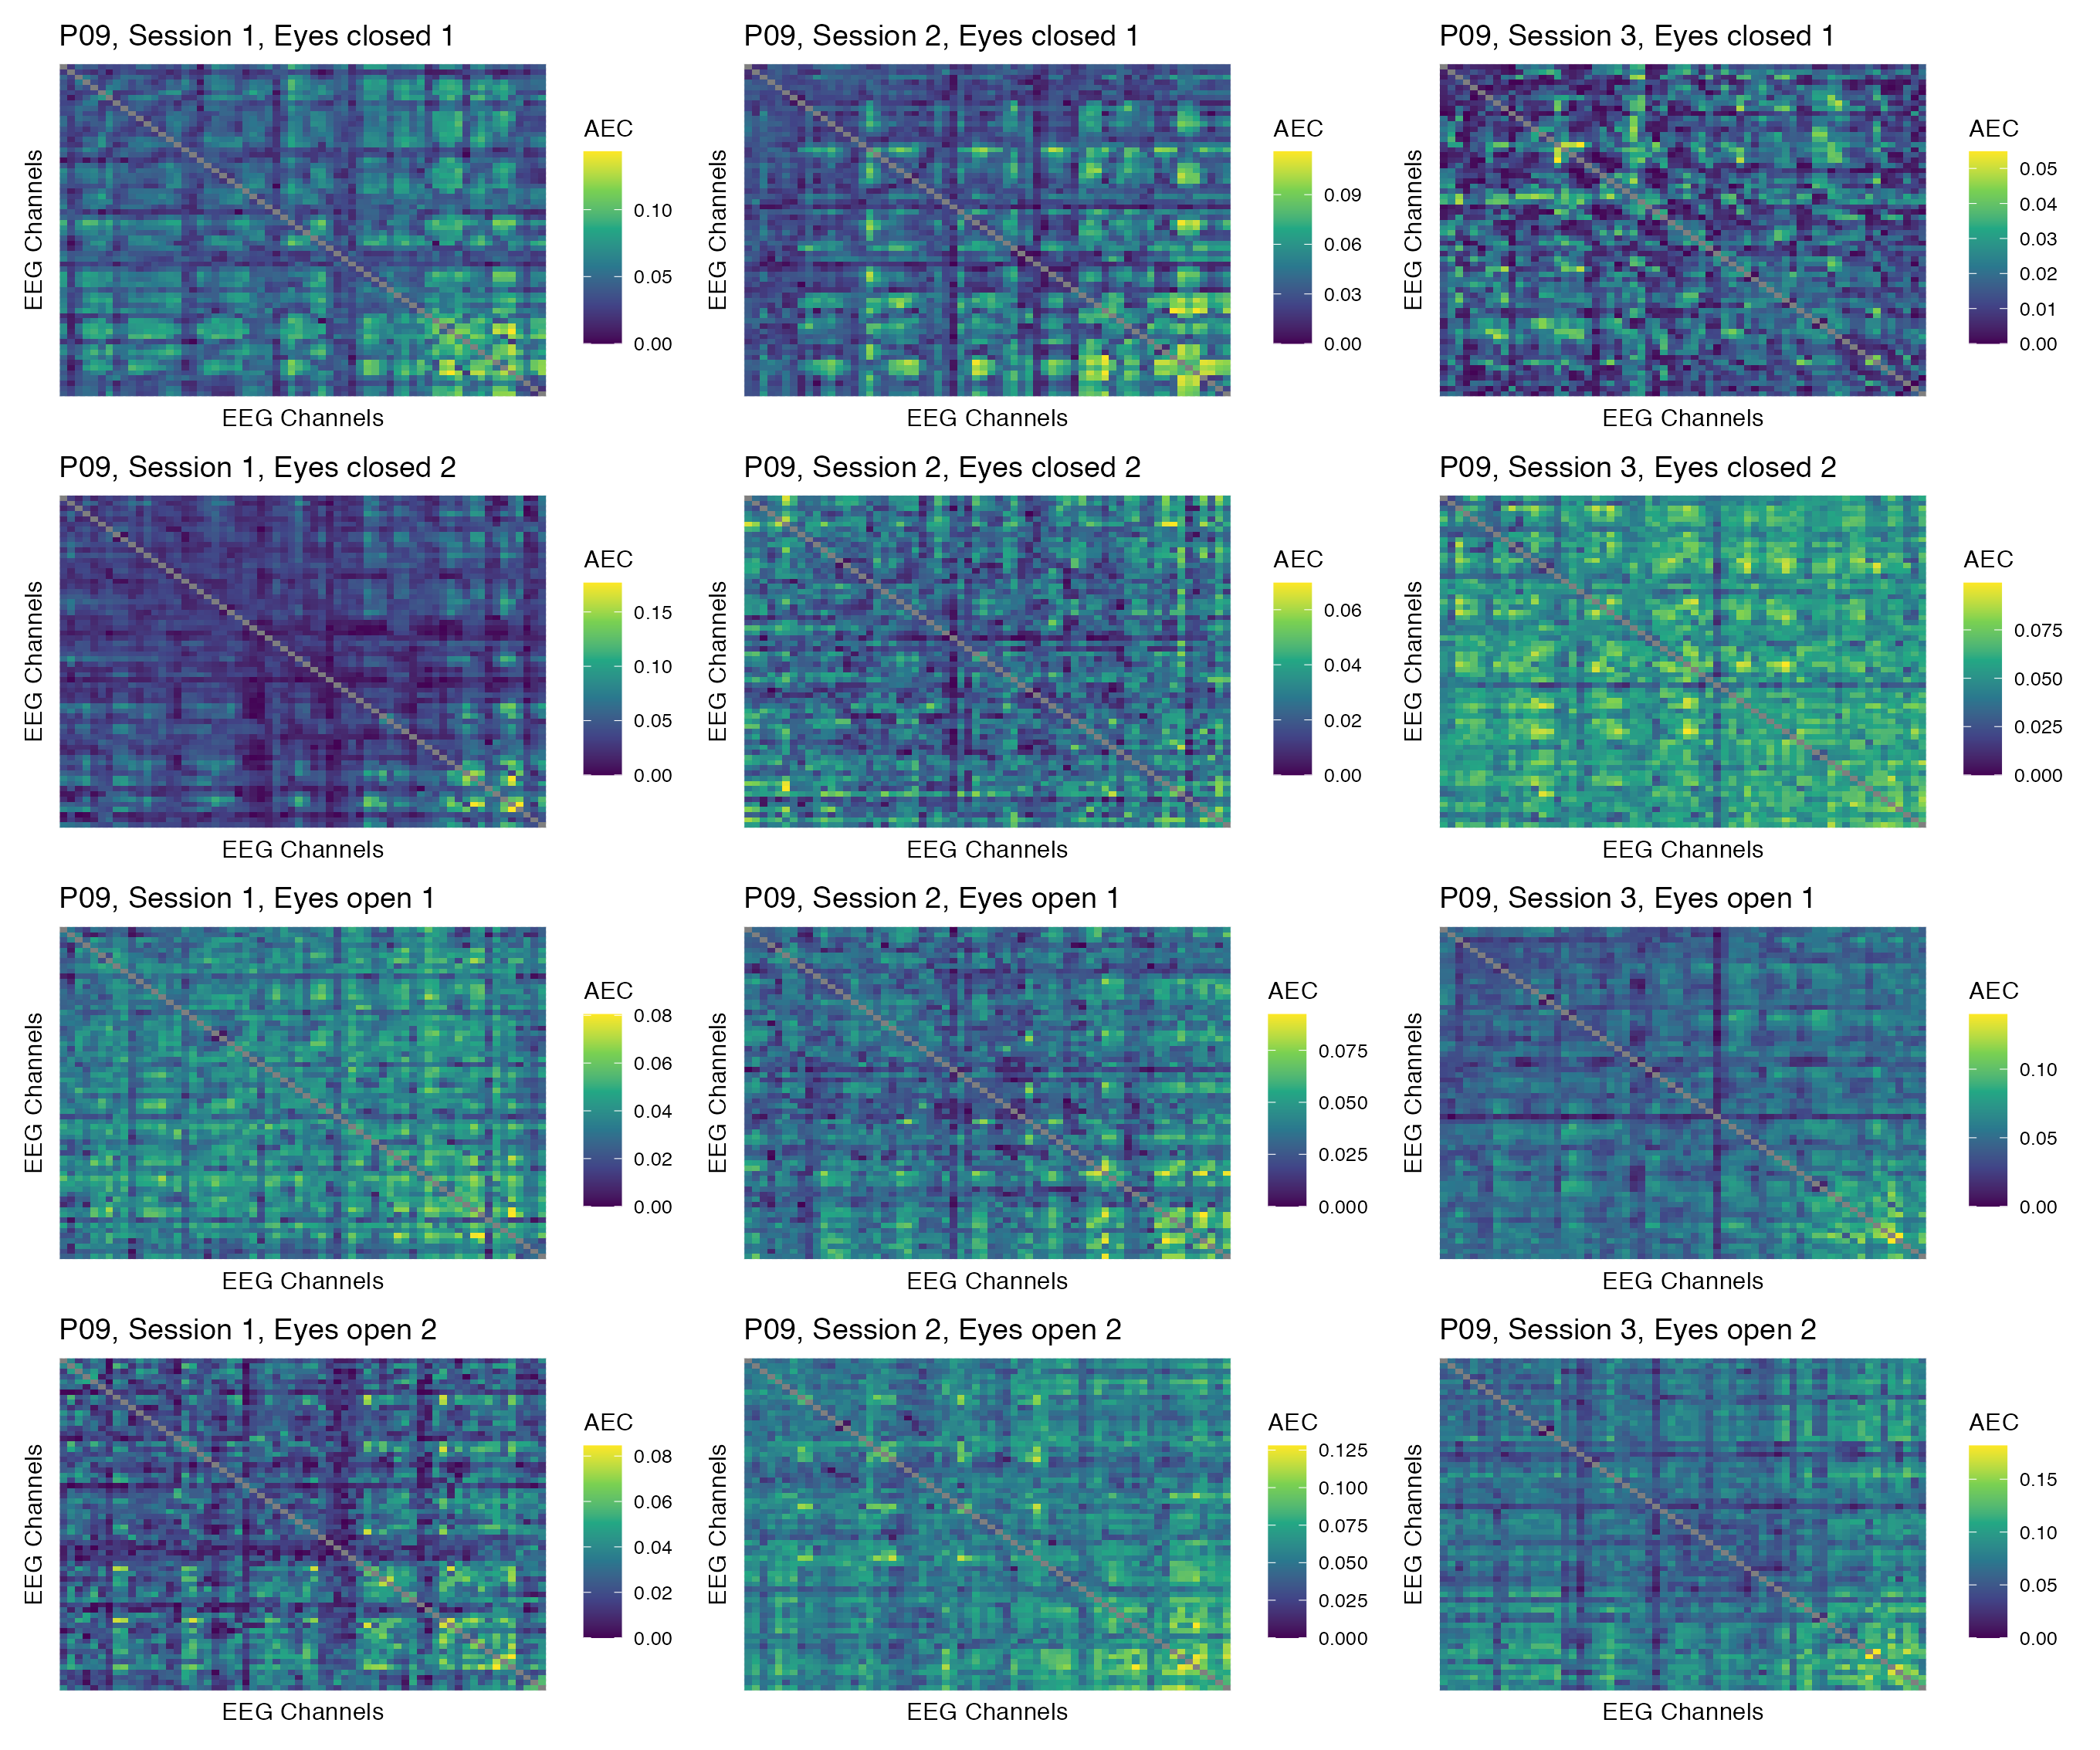 P09, Session 1, Eyes closed 1
EEG Channels
EEG Channels
AEC
0.10
0.05
0.00
P09, Session 2, Eyes closed 1
EEG Channels
EEG Channels
AEC
0.09
0.06
0.03
0.00
P09, Session 3, Eyes closed 1
EEG Channels
EEG Channels
AEC
0.05
0.04
0.03
0.02
0.01
0.00
P09, Session 1, Eyes closed 2
EEG Channels
EEG Channels
AEC
0.15
0.10
0.05
0.00
P09, Session 2, Eyes closed 2
EEG Channels
EEG Channels
AEC
0.06
0.04
0.02
0.00
P09, Session 3, Eyes closed 2
EEG Channels
EEG Channels
AEC
0.075
0.050
0.025
0.000
P09, Session 1, Eyes open 1
EEG Channels
EEG Channels
AEC
0.08
0.06
0.04
0.02
0.00
P09, Session 2, Eyes open 1
EEG Channels
EEG Channels
AEC
0.075
0.050
0.025
0.000
P09, Session 3, Eyes open 1
EEG Channels
EEG Channels
AEC
0.10
0.05
0.00
P09, Session 1, Eyes open 2
EEG Channels
EEG Channels
AEC
0.08
0.06
0.04
0.02
0.00
P09, Session 2, Eyes open 2
EEG Channels
EEG Channels
AEC
0.125
0.100
0.075
0.050
0.025
0.000
P09, Session 3, Eyes open 2
EEG Channels
EEG Channels
AEC
0.15
0.10
0.05
0.00